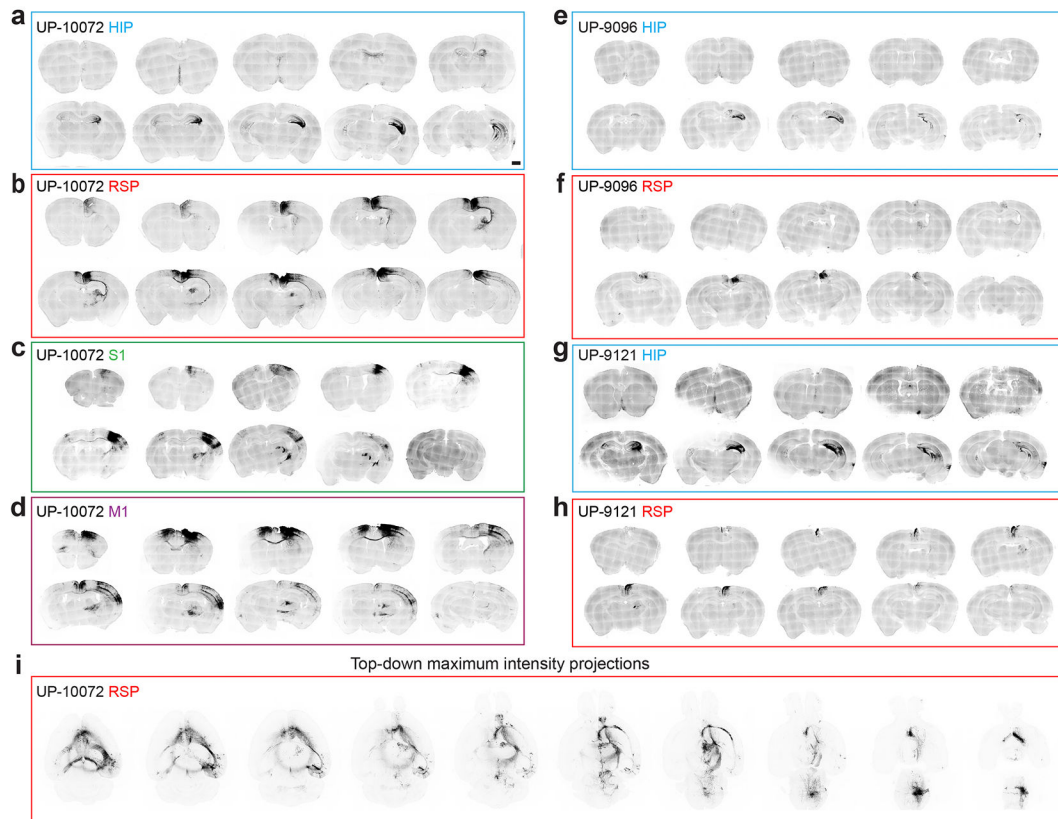 a
UP-10072 HIP
b
UP-10072 RSP
c
UP-10072 S1
d
UP-10072 M1
e
UP-9096 HIP
f
UP-9096 RSP
g
UP-9121 HIP
h
UP-9121 RSP
i
Top-down maximum intensity projections
UP-10072 RSP